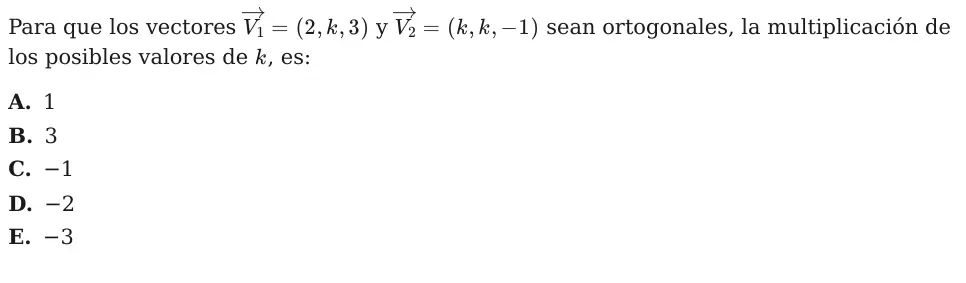 Para que los vectores $\overrightarrow{V_1} = (2, k, 3)$ y $\overrightarrow{V_2} = (k, k, -1)$ sean ortogonales, la multiplicación de
los posibles valores de $k$, es:
A. 1
B. 3
C. −1
D. −2
E. −3